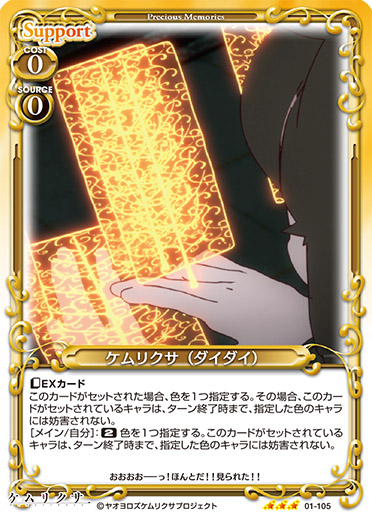 Precious Memories
Support
COST
0
SOURCE
0
ケムリクサ（ダイダイ）
EXカード
このカードがセットされた場合、色を1つ指定する。その場合、このカー
ドがセットされているキャラは、ターン終了時まで、指定した色のキャラ
には妨害されない。
［メイン/自分］：2 色を1つ指定する。このカードがセットされている
キャラは、ターン終了時まで、指定した色のキャラには妨害されない。
おおおおーーっ！ほんとだ！！見られた！！
ケムリクサ
©ヤオヨロズケムリクサプロジェクト
★★★ 01-105